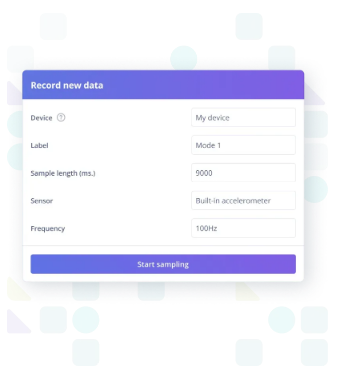 Record new data
Device ?
My device
Label
Mode 1
Sample length (ms.)
9000
Sensor
Built-in accelerometer
Frequency
100Hz
Start sampling